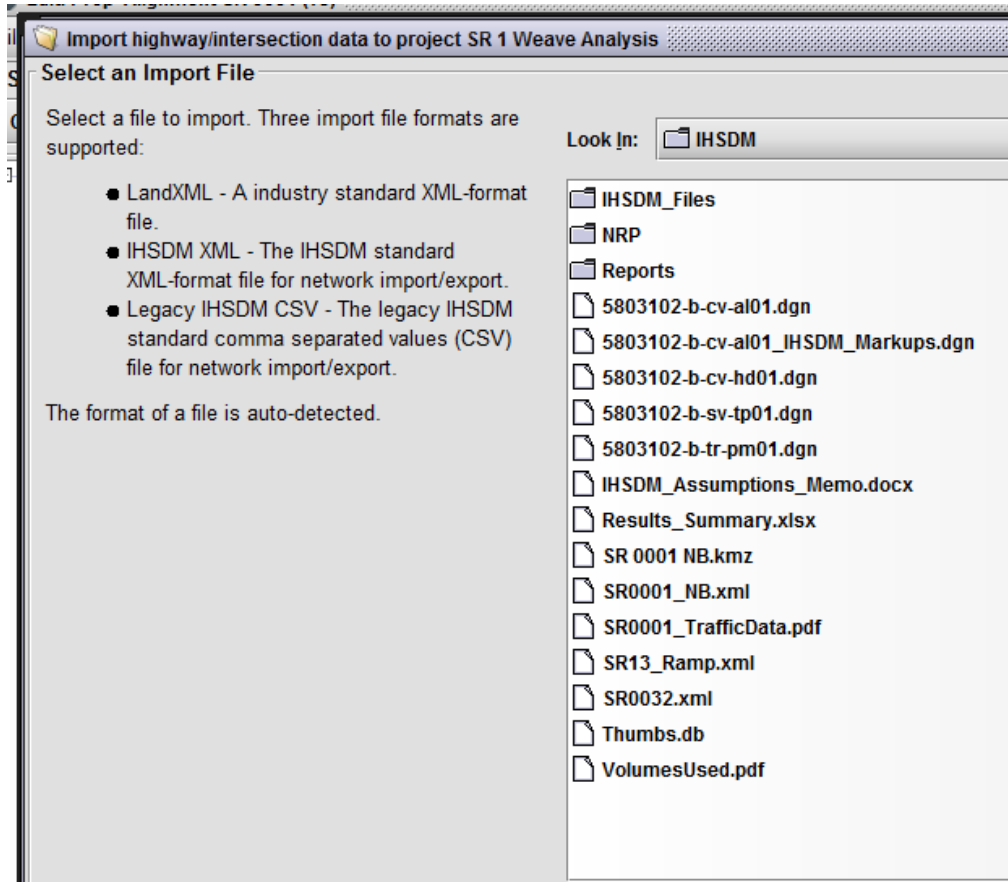 Import highway/intersection data to project SR 1 Weave Analysis
Select an Import File
Select a file to import. Three import file formats are
supported:
● LandXML - A industry standard XML-format
file.
● IHSDM XML - The IHSDM standard
XML-format file for network import/export.
● Legacy IHSDM CSV - The legacy IHSDM
standard comma separated values (CSV)
file for network import/export.
The format of a file is auto-detected.
Look In: IHSDM
IHSDM_Files
NRP
Reports
5803102-b-cv-al01.dgn
5803102-b-cv-al01_IHSDM_Markups.dgn
5803102-b-cv-hd01.dgn
5803102-b-sv-tp01.dgn
5803102-b-tr-pm01.dgn
IHSDM_Assumptions_Memo.docx
Results_Summary.xlsx
SR 0001 NB.kmz
SR0001_NB.xml
SR0001_TrafficData.pdf
SR13_Ramp.xml
SR0032.xml
Thumbs.db
VolumesUsed.pdf